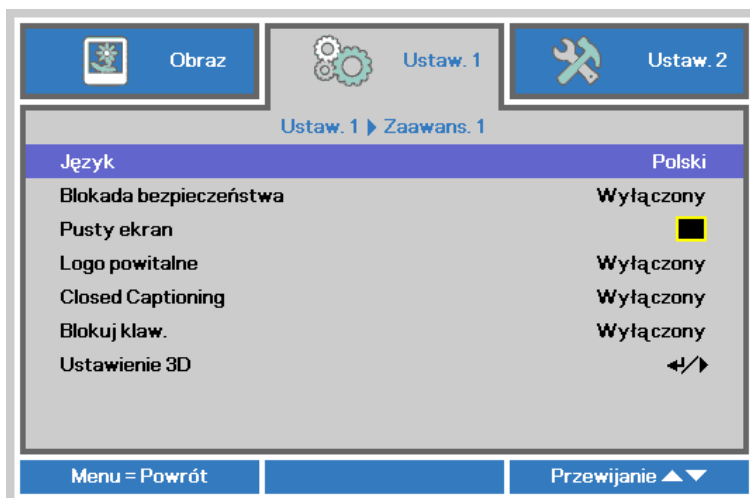 Obraz
Ustaw. 1
Ustaw. 2
Ustaw. 1 ▶ Zaawans. 1
Język Polski
Blokada bezpieczeństwa Wyłączony
Pusty ekran
Logo powitalne Wyłączony
Closed Captioning Wyłączony
Blokuj klaw. Wyłączony
Ustawienie 3D ↵/▶
Menu = Powrót Przewijanie ▲▼